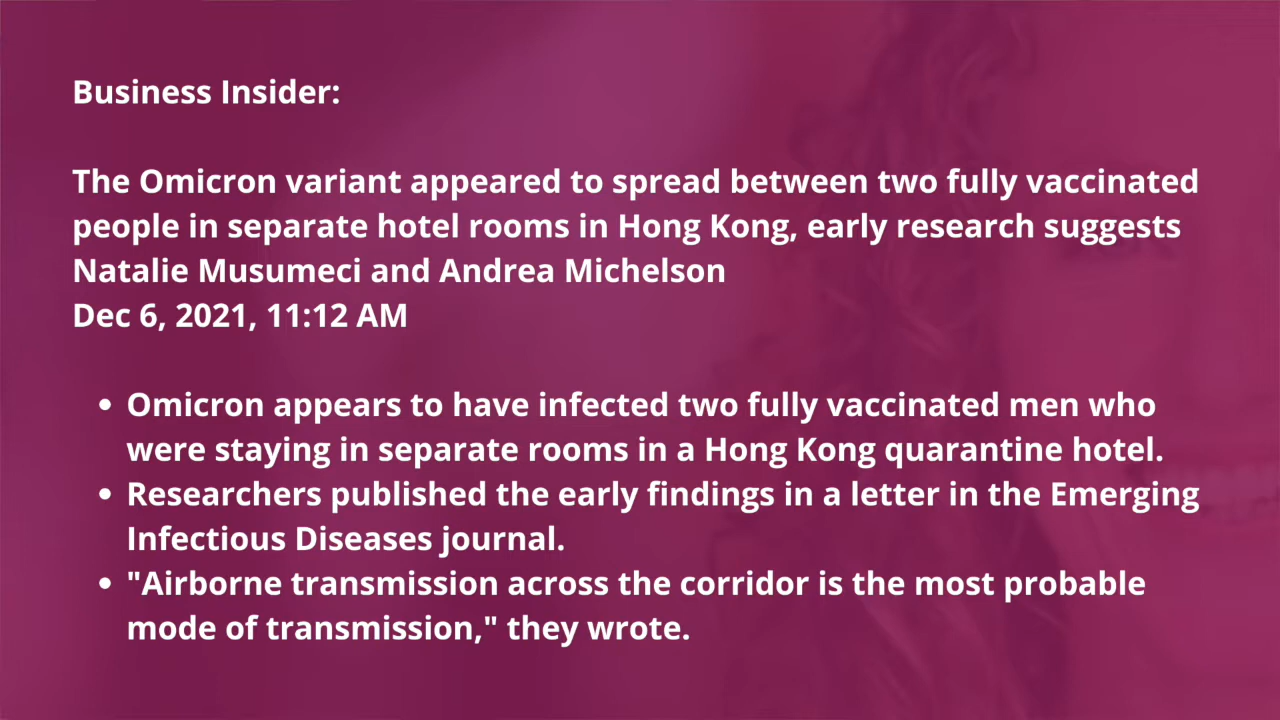 Business Insider:
The Omicron variant appeared to spread between two fully vaccinated
people in separate hotel rooms in Hong Kong, early research suggests
Natalie Musumeci and Andrea Michelson
Dec 6, 2021, 11:12 AM
• Omicron appears to have infected two fully vaccinated men who
were staying in separate rooms in a Hong Kong quarantine hotel.
• Researchers published the early findings in a letter in the Emerging
Infectious Diseases journal.
• "Airborne transmission across the corridor is the most probable
mode of transmission," they wrote.